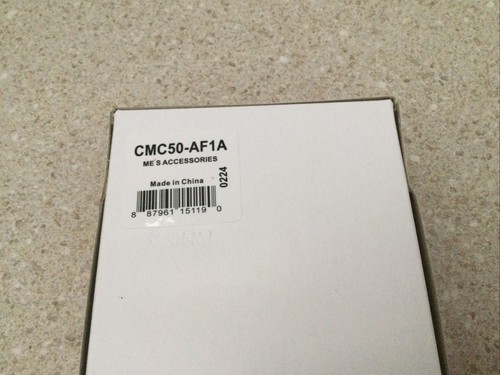 CMC50-AF1A
ME'S ACCESSORIES
Made in China
0224
8 87961 15119 0